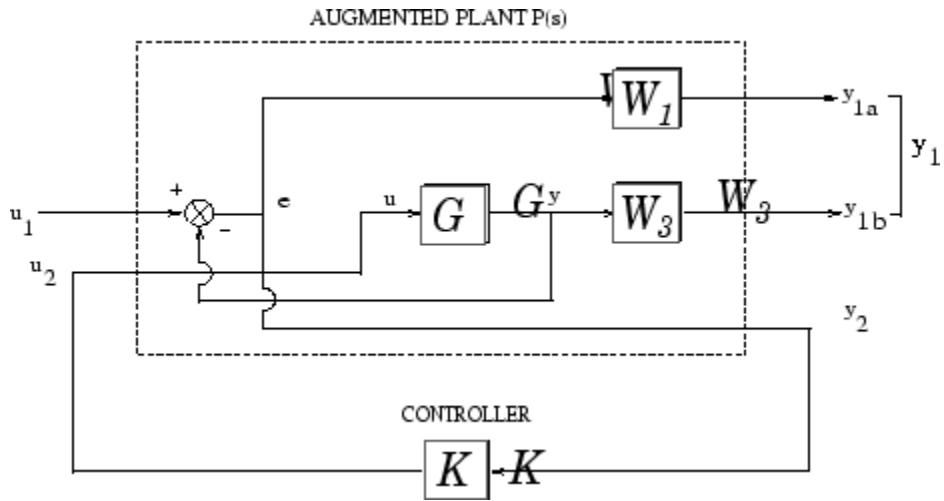 AUGMENTED PLANT P(s)
W1
y1a
y1
+
e
u
G
G
y
W3
W3
y1b
u1
-
u2
y2
CONTROLLER
K
K